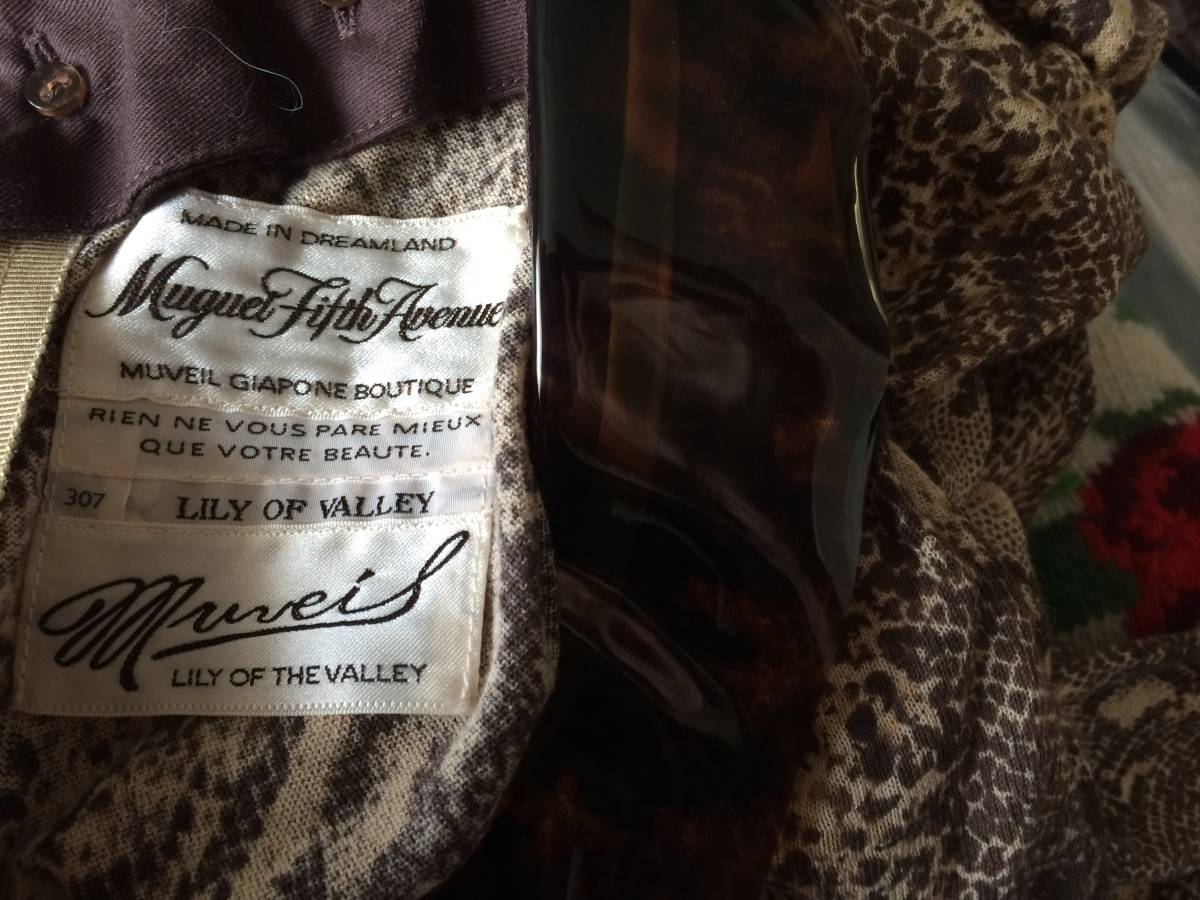 MADE IN DREAMLAND
Muguet Fifth Avenue
MUVEIL GIAPONE BOUTIQUE
RIEN NE VOUS PARE MIEUX
QUE VOTRE BEAUTE.
307 LILY OF VALLEY
Muveil
LILY OF THE VALLEY